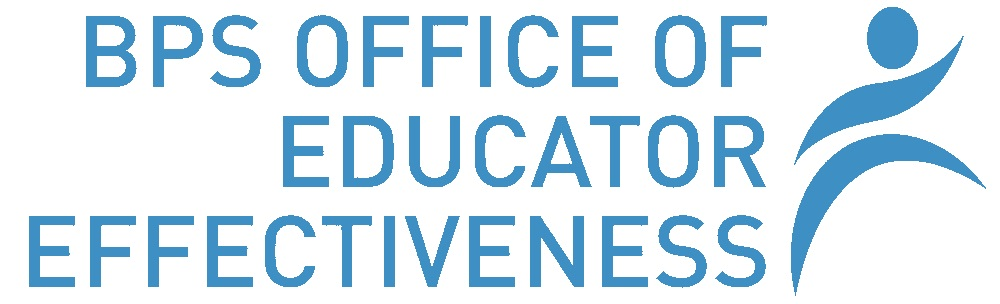 BPS OFFICE OF
EDUCATOR
EFFECTIVENESS